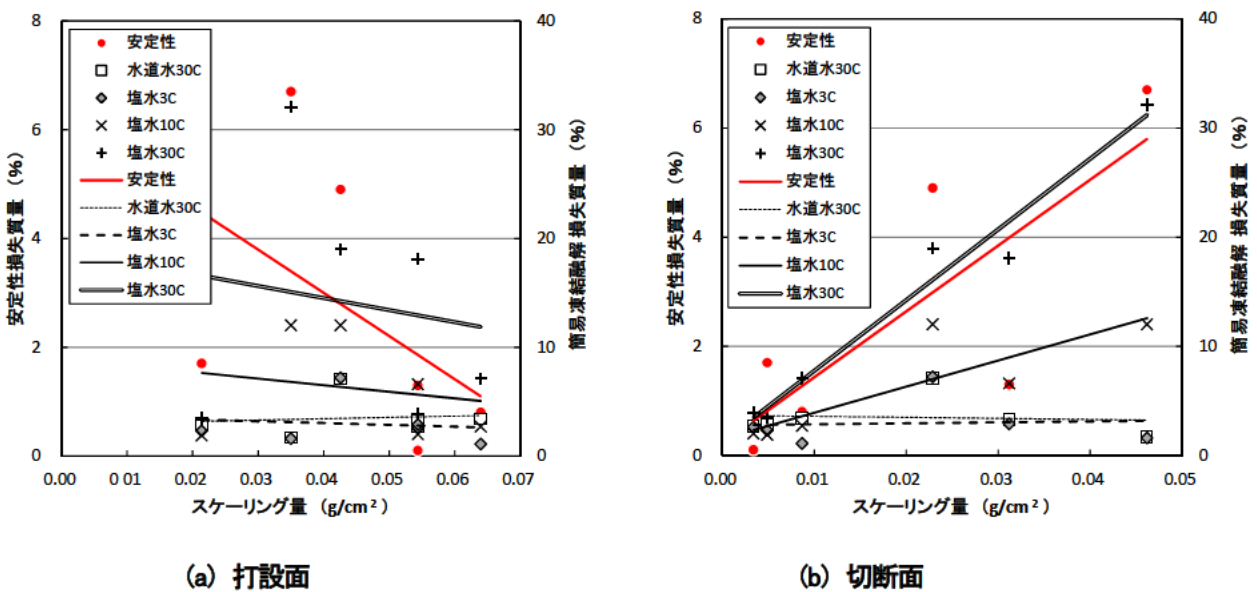 8
6
4
2
0
40
30
20
10
0
安定性損失質量（%）
簡易凍結融解 損失質量（%）
安定性
水道水30C
塩水3C
塩水10C
塩水30C
安定性
水道水30C
塩水3C
塩水10C
塩水30C
0.00 0.01 0.02 0.03 0.04 0.05 0.06 0.07
スケーリング量（g/cm²）
(a) 打設面
8
6
4
2
0
40
30
20
10
0
安定性損失質量（%）
簡易凍結融解 損失質量（%）
安定性
水道水30C
塩水3C
塩水10C
塩水30C
安定性
水道水30C
塩水3C
塩水10C
塩水30C
0.00 0.01 0.02 0.03 0.04 0.05
スケーリング量（g/cm²）
(b) 切断面